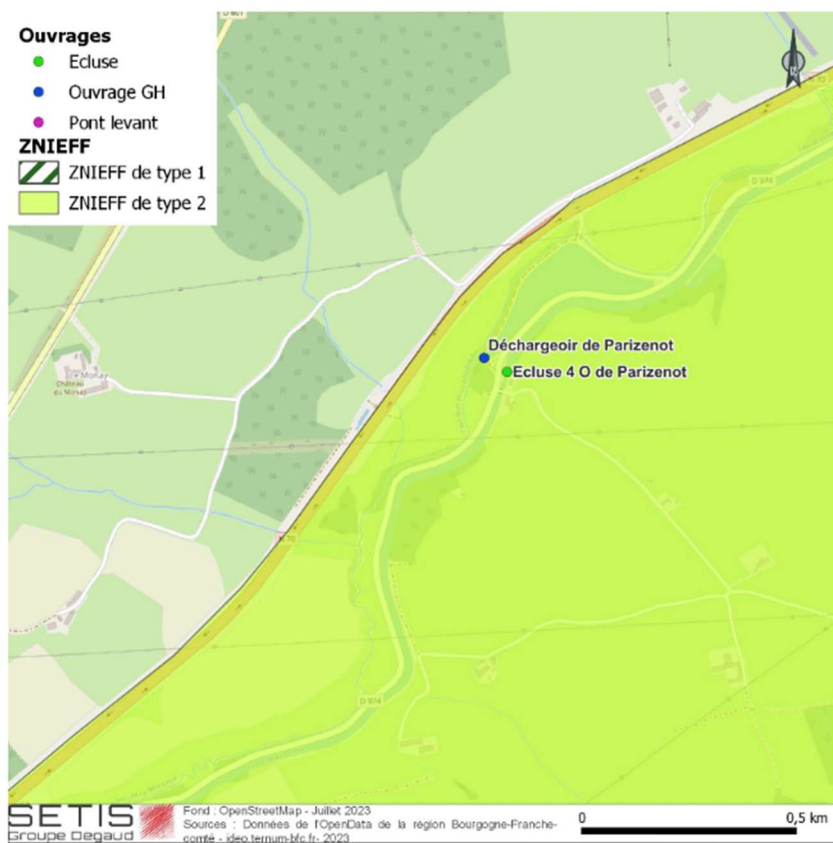 Ouvrages
Ecluse
Ouvrage GH
Pont levant
ZNIEFF
ZNIEFF de type 1
ZNIEFF de type 2
N 70
D 974
Déchargeoir de Parizenot
Ecluse 4 O de Parizenot
Château
du Monay
N 70
D 974
SETIS
Groupe Degaud
Fond : OpenStreetMap - Juillet 2023
Sources : Données de l'OpenData de la région Bourgogne-Franche-
comté - ideo.ternum-bfc.fr- 2023
0
0,5 km